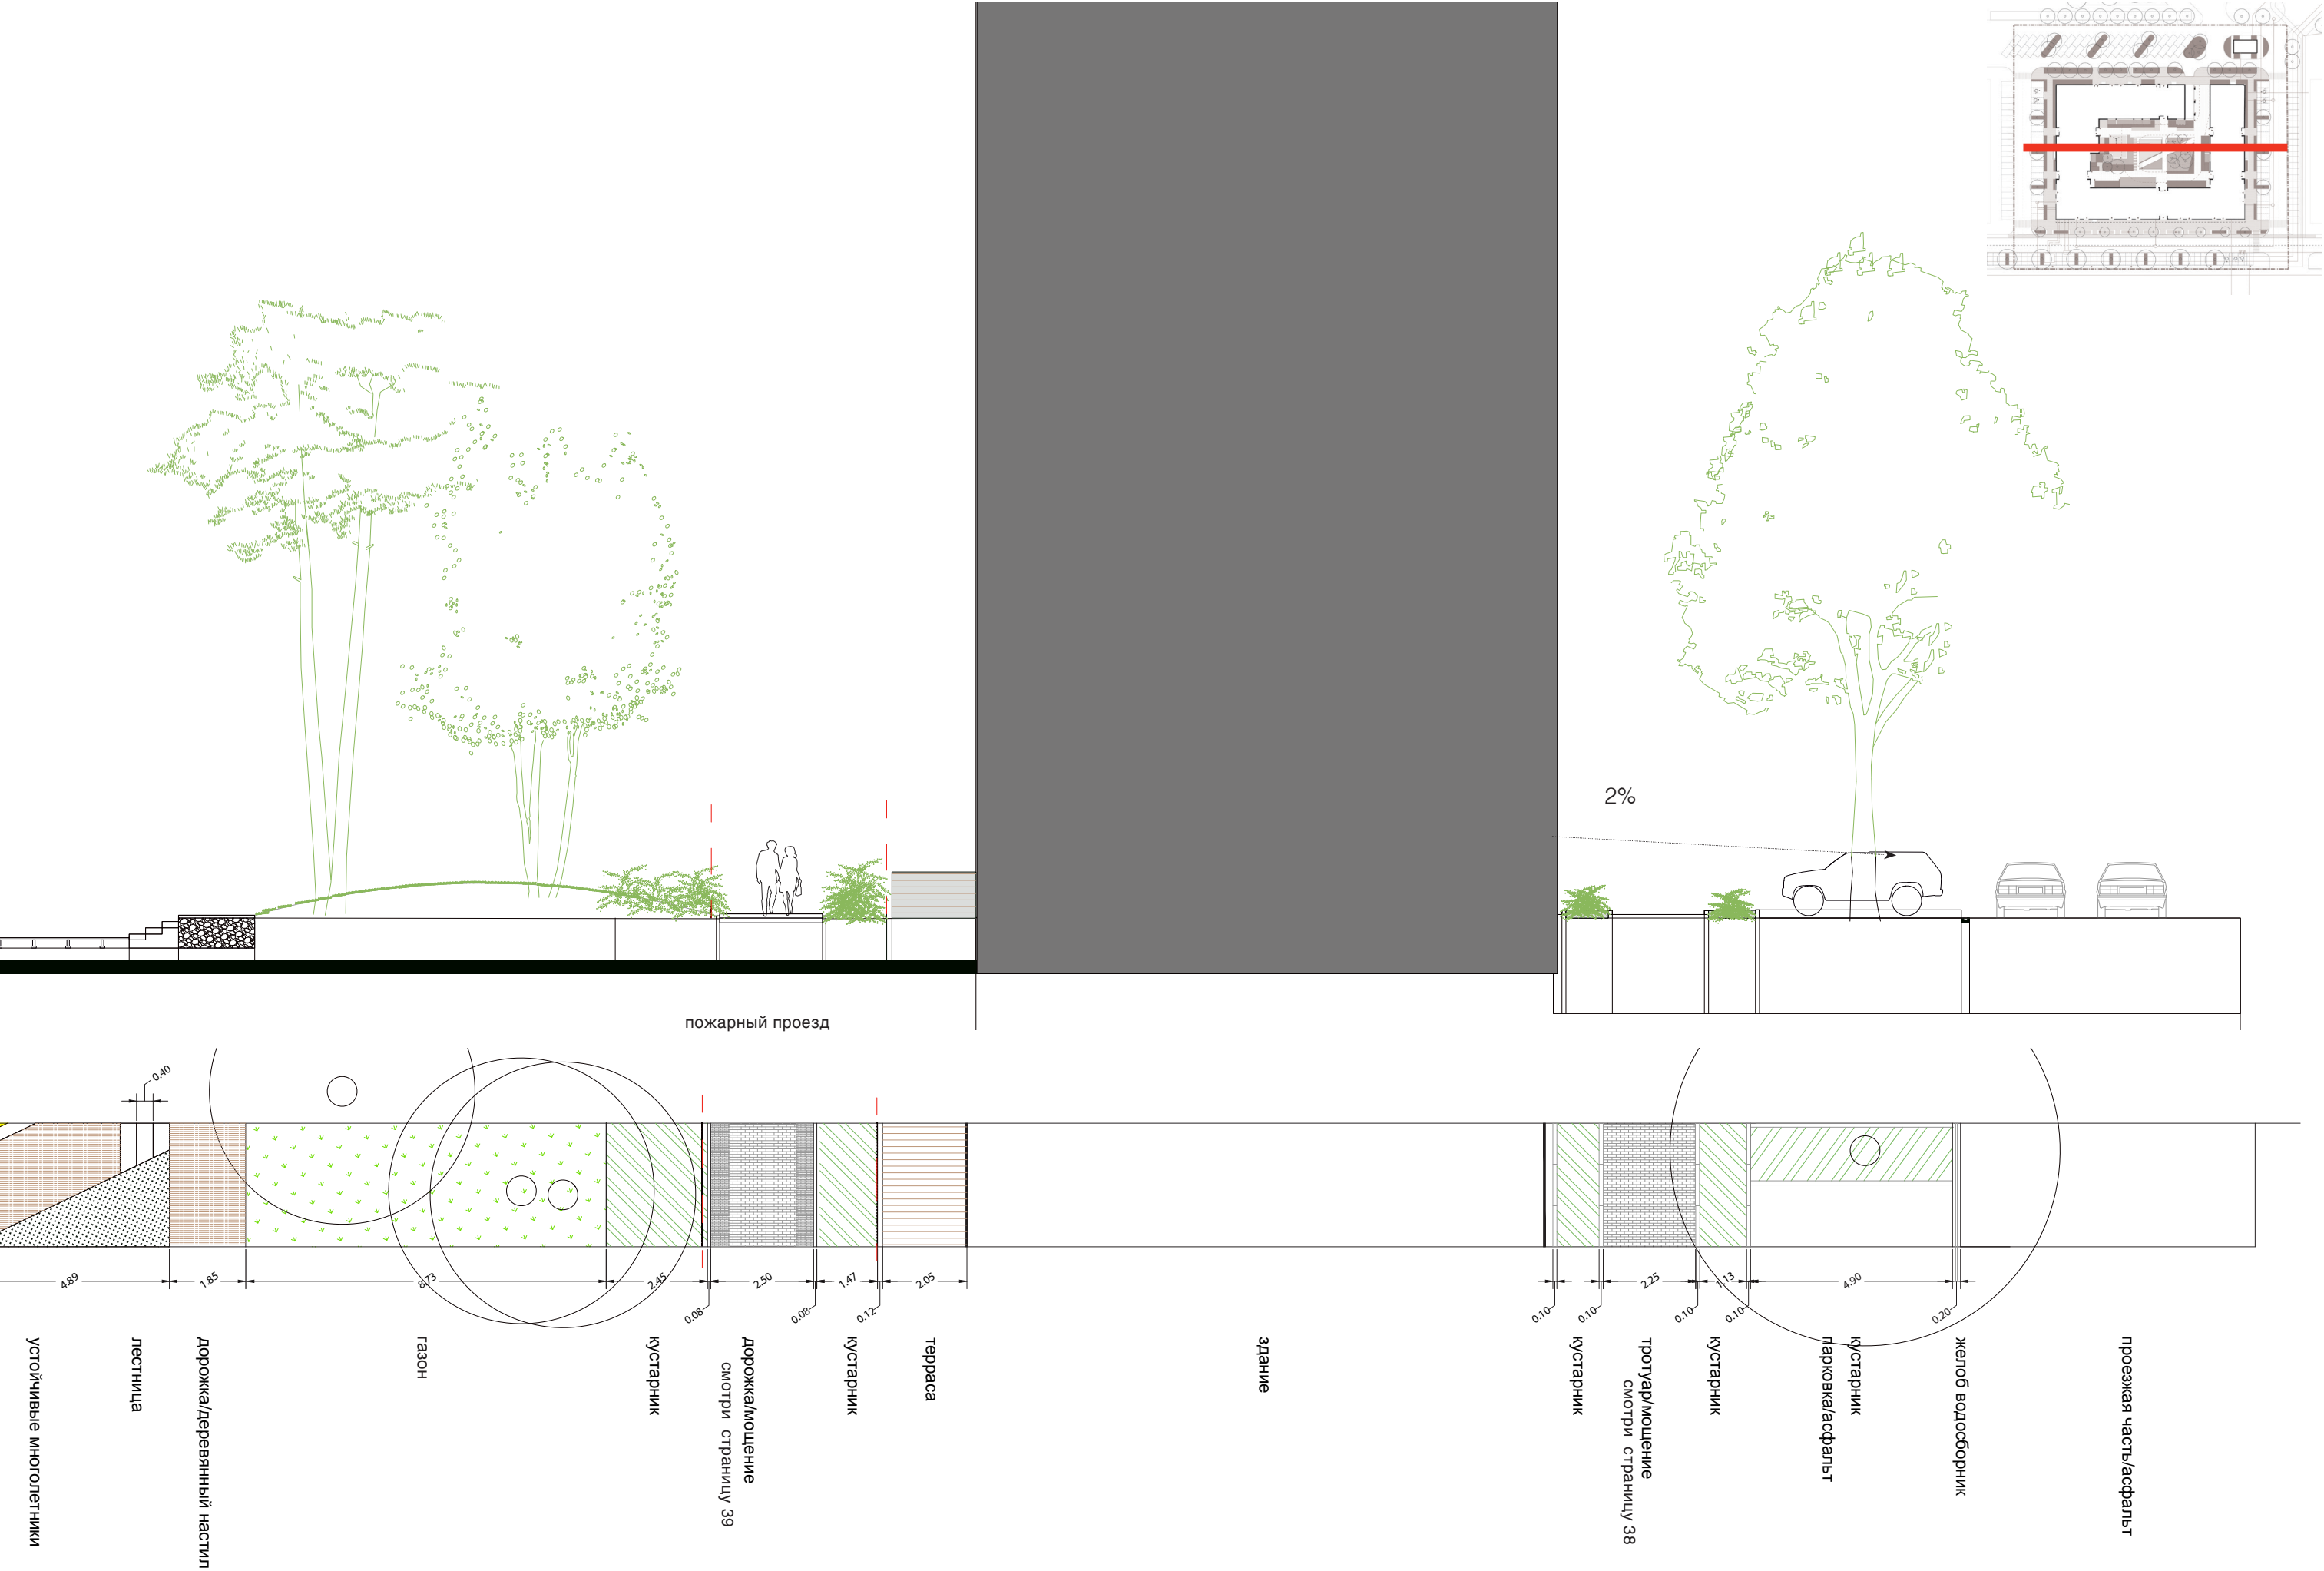 2%
пожарный проезд
0.40
4.89
1.85
8.73
2.45
0.08
2.50
0.08
1.47
0.12
2.05
0.10
0.10
2.25
0.10
1.13
0.10
4.90
0.20
устойчивые многолетники
лестница
дорожка/деревянный настил
газон
кустарник
дорожка/мощение
смотри страницу 39
кустарник
терраса
здание
кустарник
тротуар/мощение
смотри страницу 38
кустарник
кустарник
парковка/асфальт
желоб водосборник
проезжая часть/асфальт